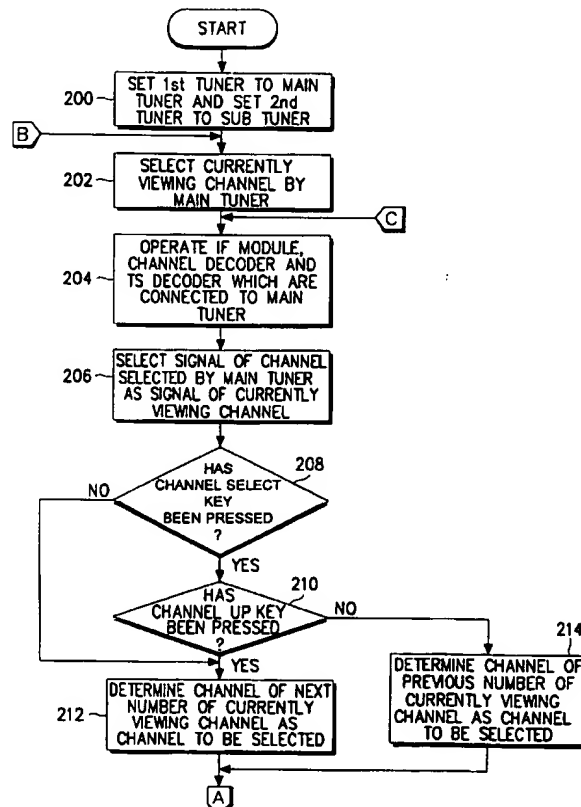 START
200
SET 1st TUNER TO MAIN
TUNER AND SET 2nd
TUNER TO SUB TUNER
B
202
SELECT CURRENTLY
VIEWING CHANNEL BY
MAIN TUNER
C
204
OPERATE IF MODULE,
CHANNEL DECODER AND
TS DECODER WHICH ARE
CONNECTED TO MAIN
TUNER
206
SELECT SIGNAL OF CHANNEL
SELECTED BY MAIN TUNER
AS SIGNAL OF CURRENTLY
VIEWING CHANNEL
208
HAS
CHANNEL SELECT
KEY
BEEN PRESSED
?
NO
YES
210
HAS
CHANNEL UP KEY
BEEN PRESSED
?
NO
YES
212
DETERMINE CHANNEL OF NEXT
NUMBER OF CURRENTLY
VIEWING CHANNEL AS
CHANNEL TO BE SELECTED
214
DETERMINE CHANNEL OF
PREVIOUS NUMBER OF
CURRENTLY VIEWING
CHANNEL AS CHANNEL
TO BE SELECTED
A